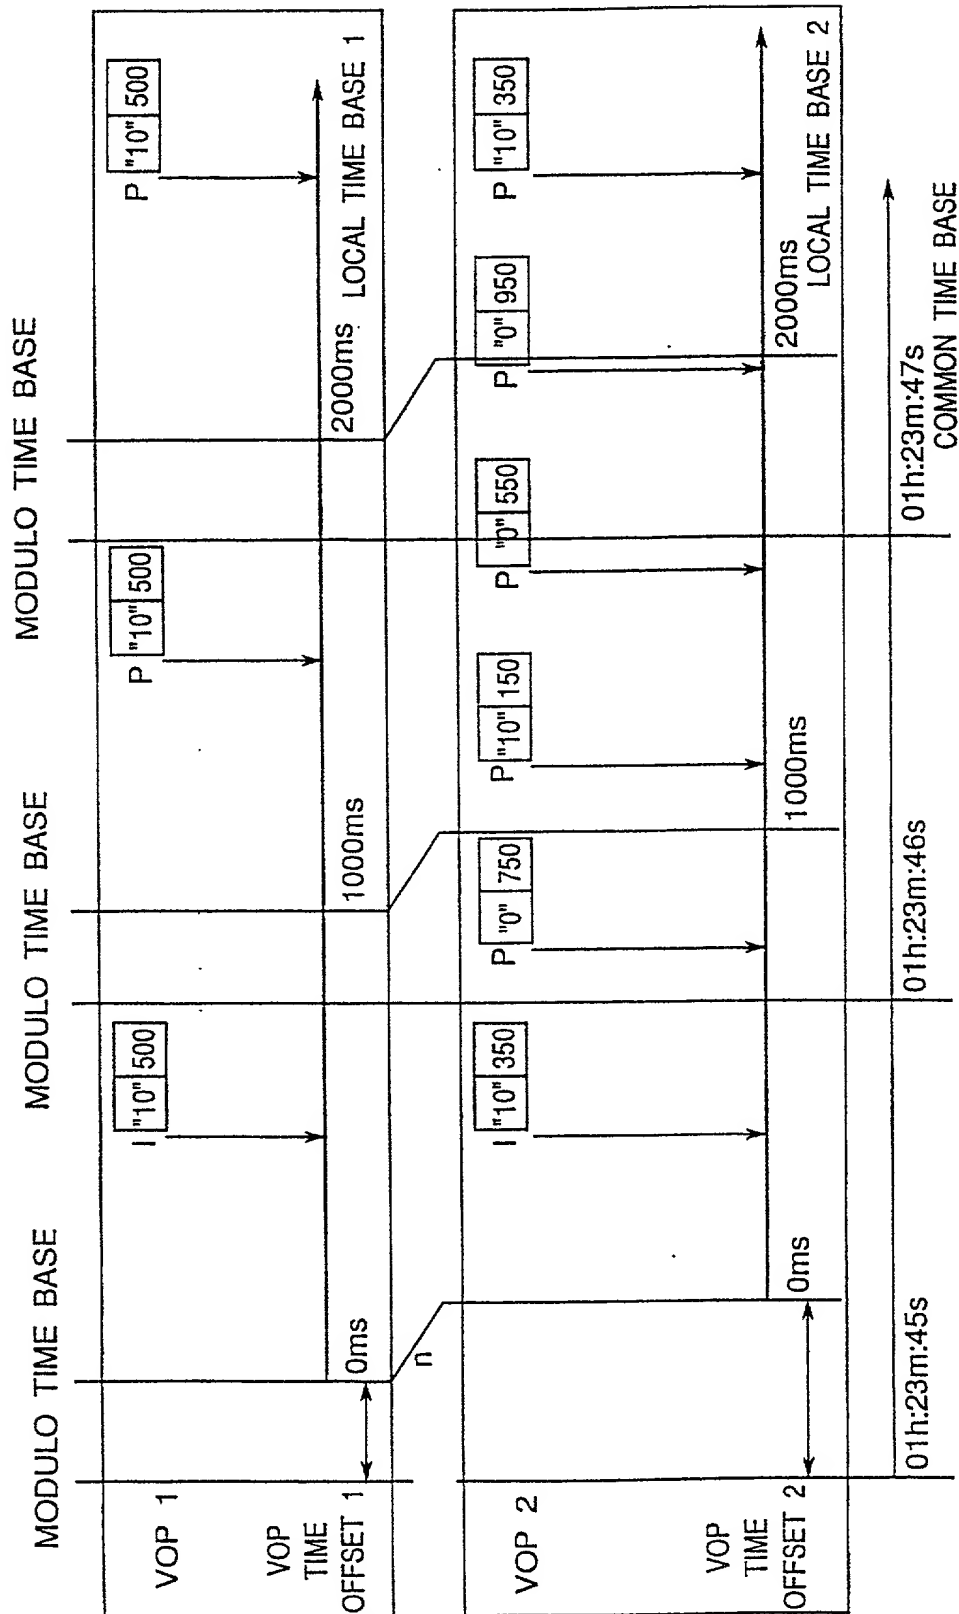 MODULO TIME BASE
MODULO TIME BASE
MODULO TIME BASE
VOP 1
I "10" 500
P "10" 500
P "10" 500
VOP
TIME
OFFSET 1
0ms
1000ms
2000ms
LOCAL TIME BASE 1
n
VOP 2
I "10" 350
P "0" 750
P "10" 150
P "0" 550
P "0" 950
P "10" 350
VOP
TIME
OFFSET 2
0ms
1000ms
2000ms
LOCAL TIME BASE 2
01h:23m:45s
01h:23m:46s
01h:23m:47s
COMMON TIME BASE